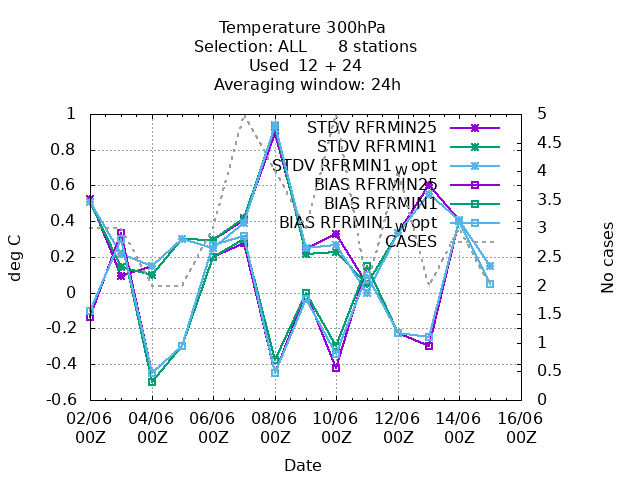 Temperature 300hPa
Selection: ALL 8 stations
Used 12 + 24
Averaging window: 24h
1
0.8
0.6
0.4
0.2
0
-0.2
-0.4
-0.6
deg C
5
4.5
4
3.5
3
2.5
2
1.5
1
0.5
0
No cases
STDV RFRMIN25
STDV RFRMIN1
STDV RFRMIN1_w_opt
BIAS RFRMIN25
BIAS RFRMIN1
BIAS RFRMIN1_w_opt
CASES
02/06 04/06 06/06 08/06 10/06 12/06 14/06 16/06
00Z 00Z 00Z 00Z 00Z 00Z 00Z 00Z
Date